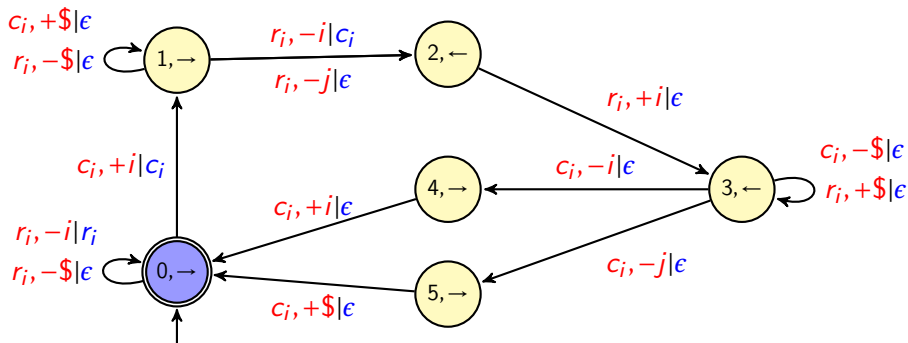 c_i, +$|ϵ
r_i, −$|ϵ
1, →
r_i, −i|c_i
r_i, −j|ϵ
2, ←
r_i, +i|ϵ
c_i, +i|c_i
c_i, −i|ϵ
4, →
3, ←
c_i, −$|ϵ
r_i, +$|ϵ
c_i, +i|ϵ
r_i, −i|r_i
r_i, −$|ϵ
0, →
c_i, −j|ϵ
5, →
c_i, +$|ϵ